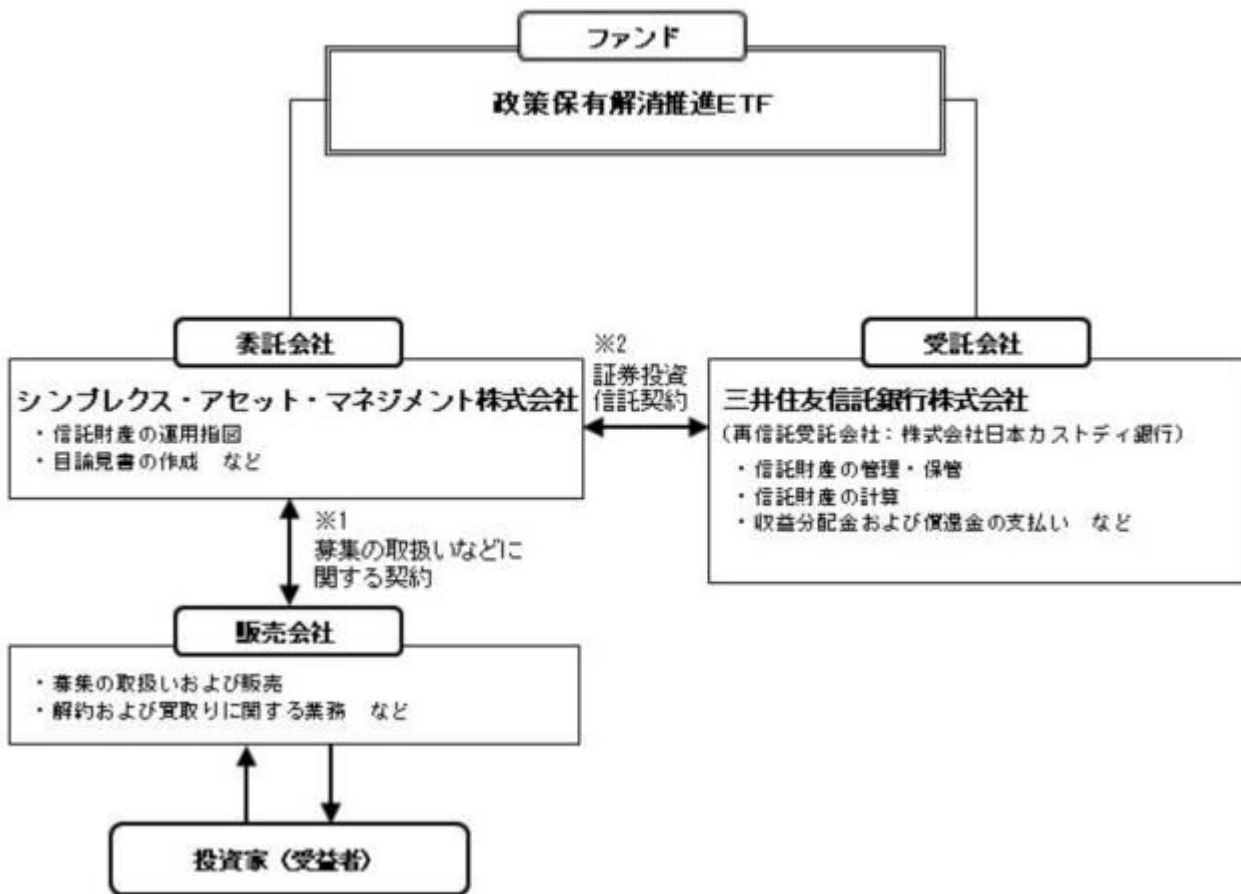 ファンド
政策保有解消推進ETF
委託会社
シンプレクス・アセット・マネジメント株式会社
・信託財産の運用指図
・目論見書の作成　など
※2
証券投資
信託契約
受託会社
三井住友信託銀行株式会社
(再信託受託会社：株式会社日本カストディ銀行)
・信託財産の管理・保管
・信託財産の計算
・収益分配金および償還金の支払い　など
※1
募集の取扱いなどに
関する契約
販売会社
・募集の取扱いおよび販売
・解約および買取りに関する業務　など
投資家（受益者）